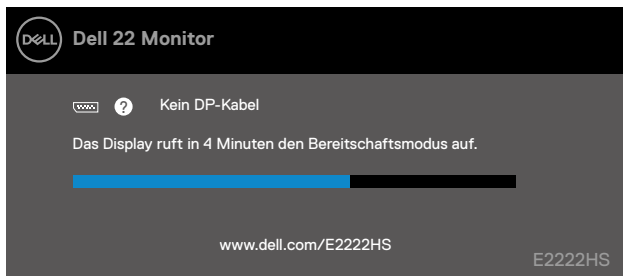 DELL Dell 22 Monitor
? Kein DP-Kabel
Das Display ruft in 4 Minuten den Bereitschaftsmodus auf.
www.dell.com/E2222HS
E2222HS